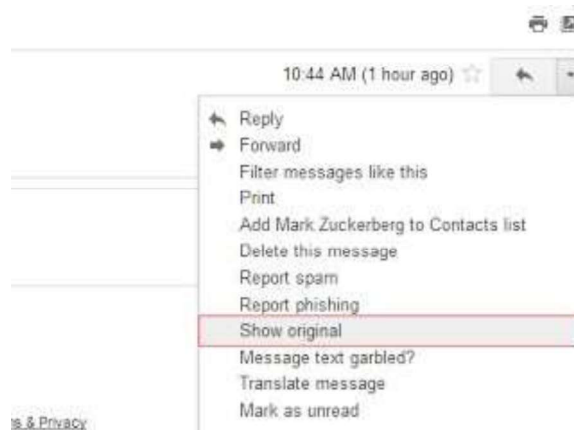 10:44 AM (1 hour ago)
Reply
Forward
Filter messages like this
Print
Add Mark Zuckerberg to Contacts list
Delete this message
Report spam
Report phishing
Show original
Message text garbled?
Translate message
Mark as unread
& Privacy